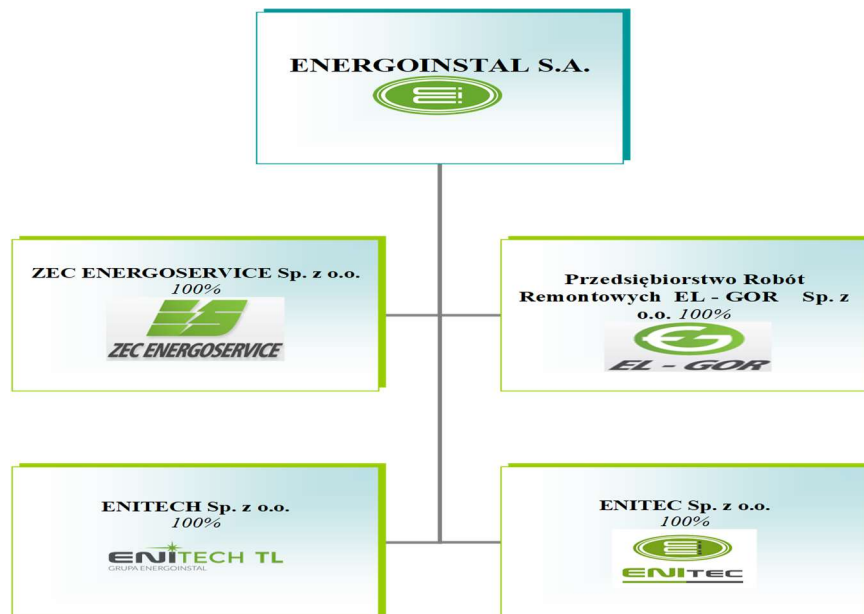 ENERGOINSTAL S.A.
ZEC ENERGOSERVICE Sp. z o.o.
100%
ZEC ENERGOSERVICE
Przedsiębiorstwo Robót
Remontowych EL - GOR Sp. z
o.o. 100%
EL - GOR
ENITECH Sp. z o.o.
100%
ENITECH TL
GRUPA ENERGOINSTAL
ENITEC Sp. z o.o.
100%
ENITEC